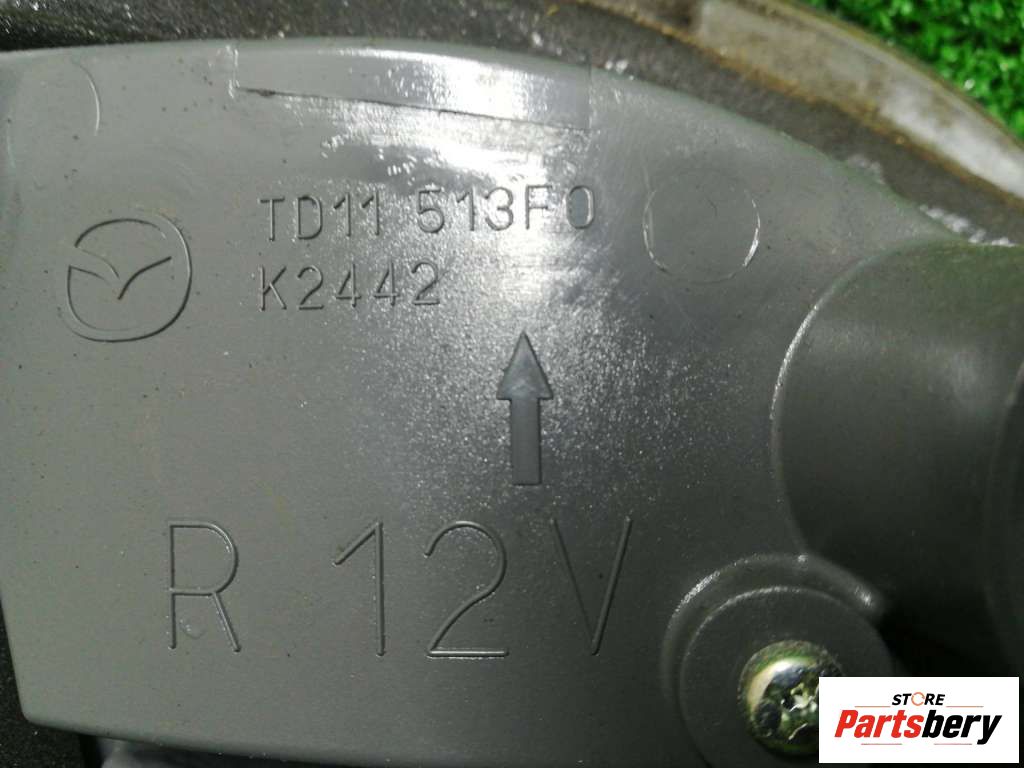 TD11 513F0
K2442
R 12V
STORE
Partsbery